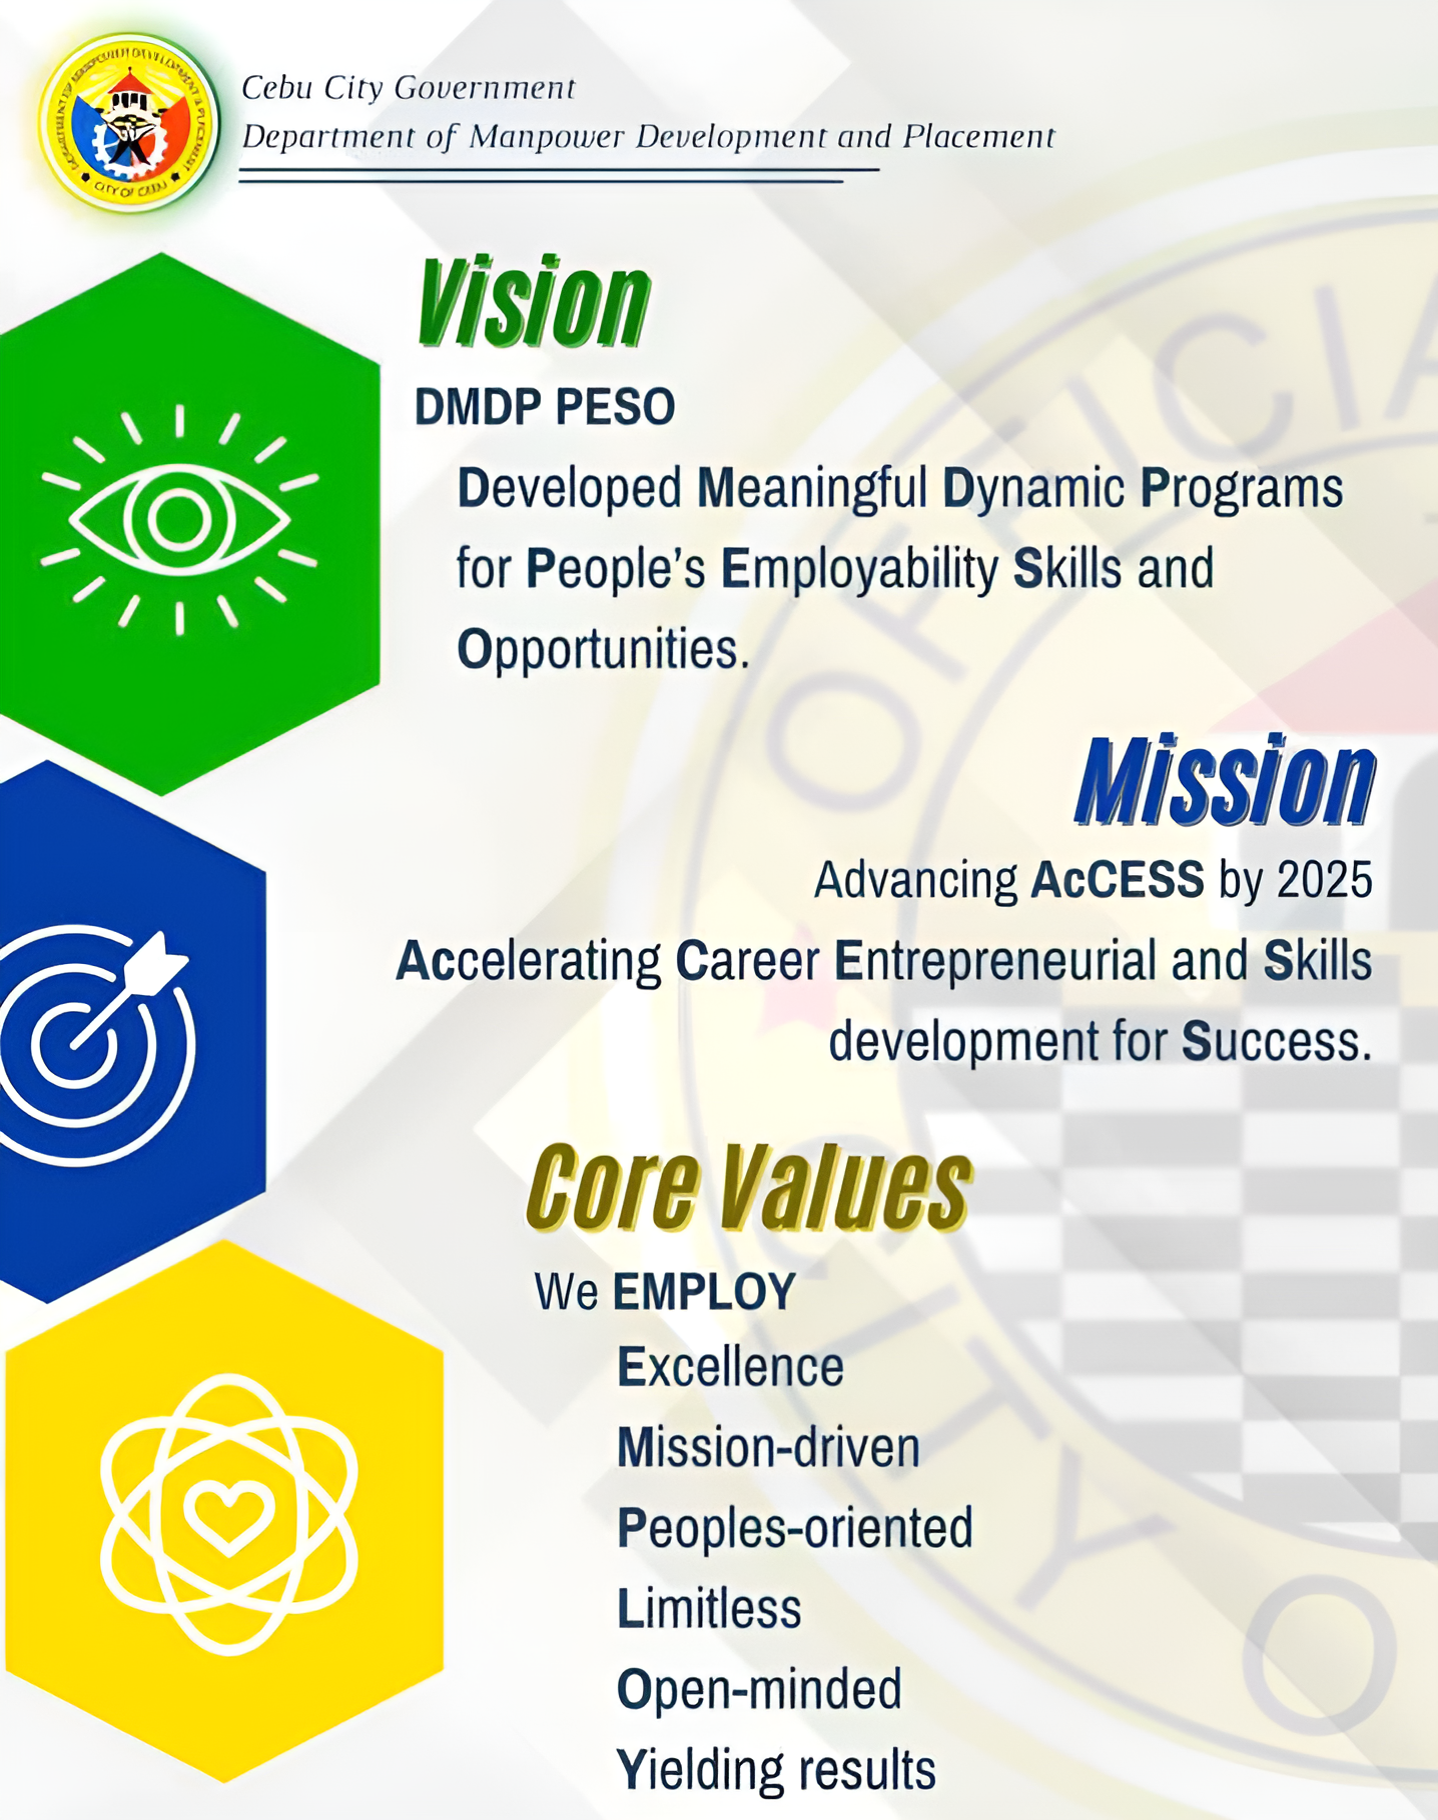 DEPARTMENT OF MANPOWER DEVELOPMENT & PLACEMENT
CITY OF CEBU
Cebu City Government
Department of Manpower Development and Placement
Vision
DMDP PESO
Developed Meaningful Dynamic Programs
for People’s Employability Skills and
Opportunities.
Mission
Advancing AcCESS by 2025
Accelerating Career Entrepreneurial and Skills
development for Success.
Core Values
We EMPLOY
Excellence
Mission-driven
Peoples-oriented
Limitless
Open-minded
Yielding results
OFFICIA
CITY O